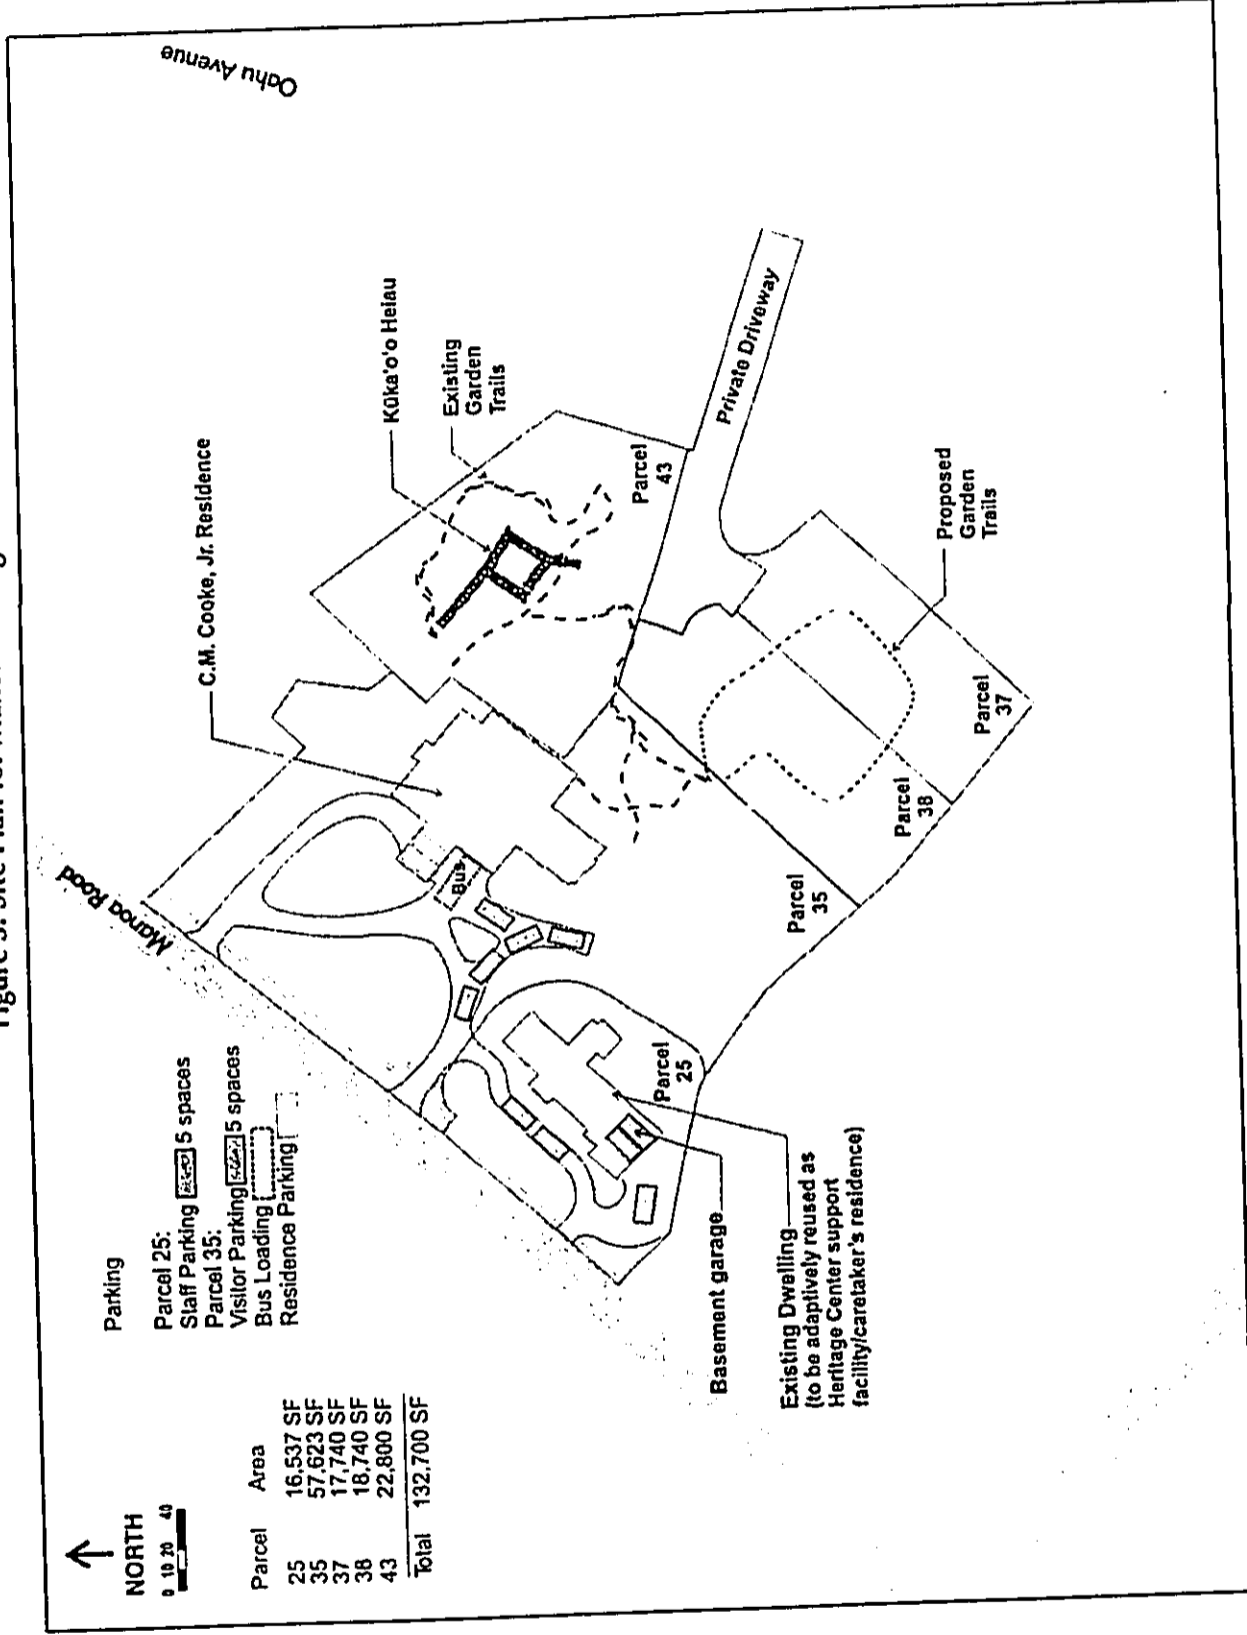 NORTH
0 10 20 40
Parcel Area
25 16,537 SF
35 57,623 SF
37 17,740 SF
38 18,740 SF
43 22,800 SF
Total 132,700 SF
Parking
Parcel 25:
Staff Parking 5 spaces
Parcel 35:
Visitor Parking 5 spaces
Bus Loading
Residence Parking
Manoa Road
Oahu Avenue
C.M. Cooke, Jr. Residence
Kūka'o'o Heiau
Existing
Garden
Trails
Bus
Parcel
43
Private Driveway
Parcel
25
Parcel
35
Parcel
38
Parcel
37
Proposed
Garden
Trails
Basement garage
Existing Dwelling
(to be adaptively reused as
Heritage Center support
facility/caretaker's residence)